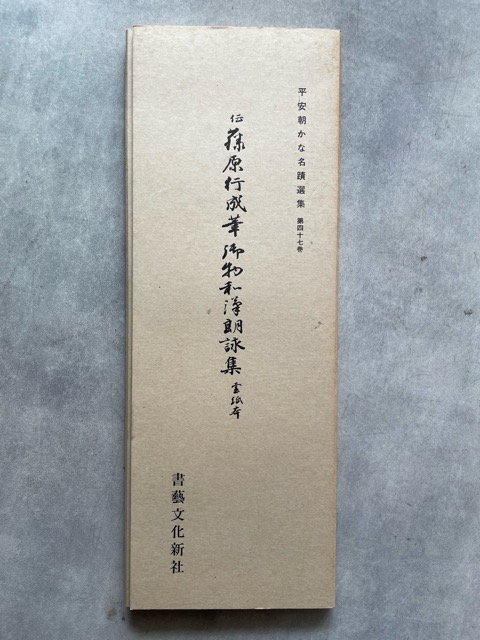 平安朝かな名蹟選集 第四十七巻
伝 藤原行成筆 御物和漢朗詠集 雲紙本
書藝文化新社